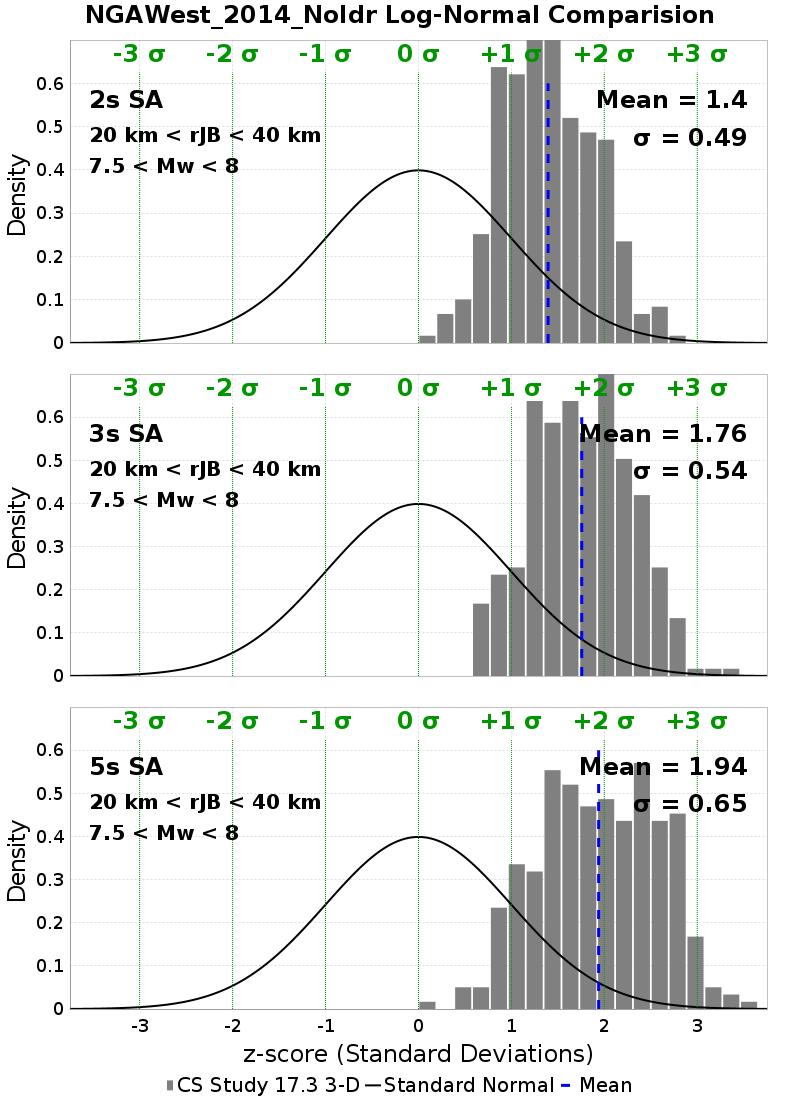 NGAWest_2014_NoIdr Log-Normal Comparision
-3 σ -2 σ -1 σ 0 σ +1 σ +2 σ +3 σ
2s SA
Mean = 1.4
20 km < rJB < 40 km
σ = 0.49
7.5 < Mw < 8
0.6
0.5
0.4
0.3
0.2
0.1
0
Density
-3 σ -2 σ -1 σ 0 σ +1 σ +2 σ +3 σ
3s SA
Mean = 1.76
20 km < rJB < 40 km
σ = 0.54
7.5 < Mw < 8
0.6
0.5
0.4
0.3
0.2
0.1
0
Density
-3 σ -2 σ -1 σ 0 σ +1 σ +2 σ +3 σ
5s SA
Mean = 1.94
20 km < rJB < 40 km
σ = 0.65
7.5 < Mw < 8
0.6
0.5
0.4
0.3
0.2
0.1
0
Density
-3 -2 -1 0 1 2 3
z-score (Standard Deviations)
CS Study 17.3 3-D Standard Normal Mean